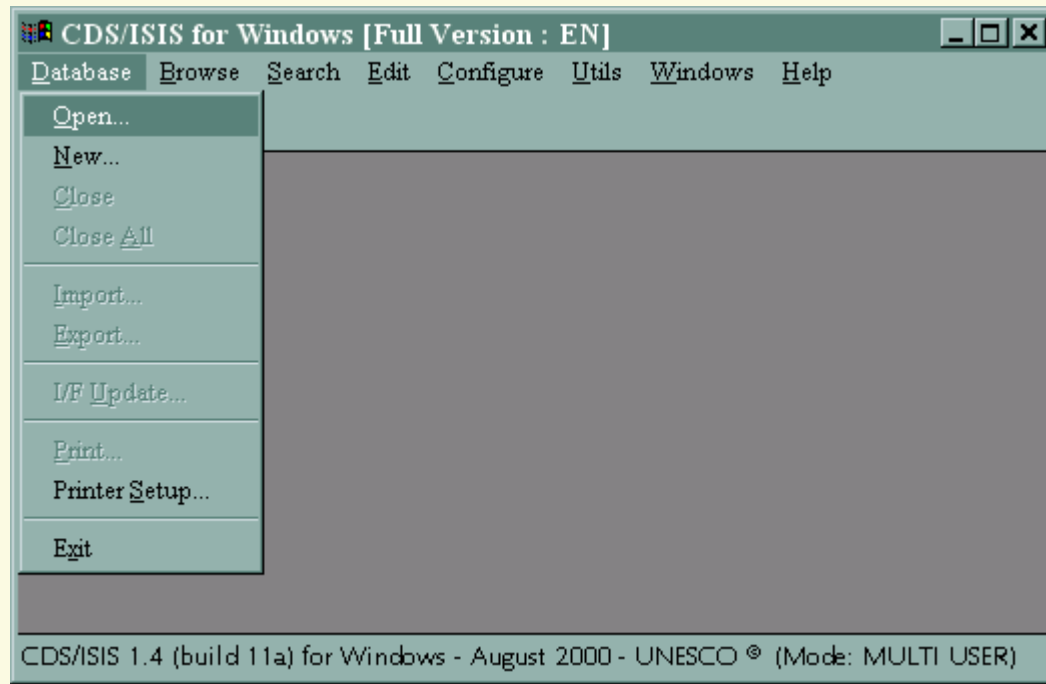 CDS/ISIS for Windows [Full Version : EN]
Database Browse Search Edit Configure Utils Windows Help
Open...
New...
Close
Close All
Import...
Export...
I/F Update...
Print...
Printer Setup...
Exit
CDS/ISIS 1.4 (build 11a) for Windows - August 2000 - UNESCO ® (Mode: MULTI USER)